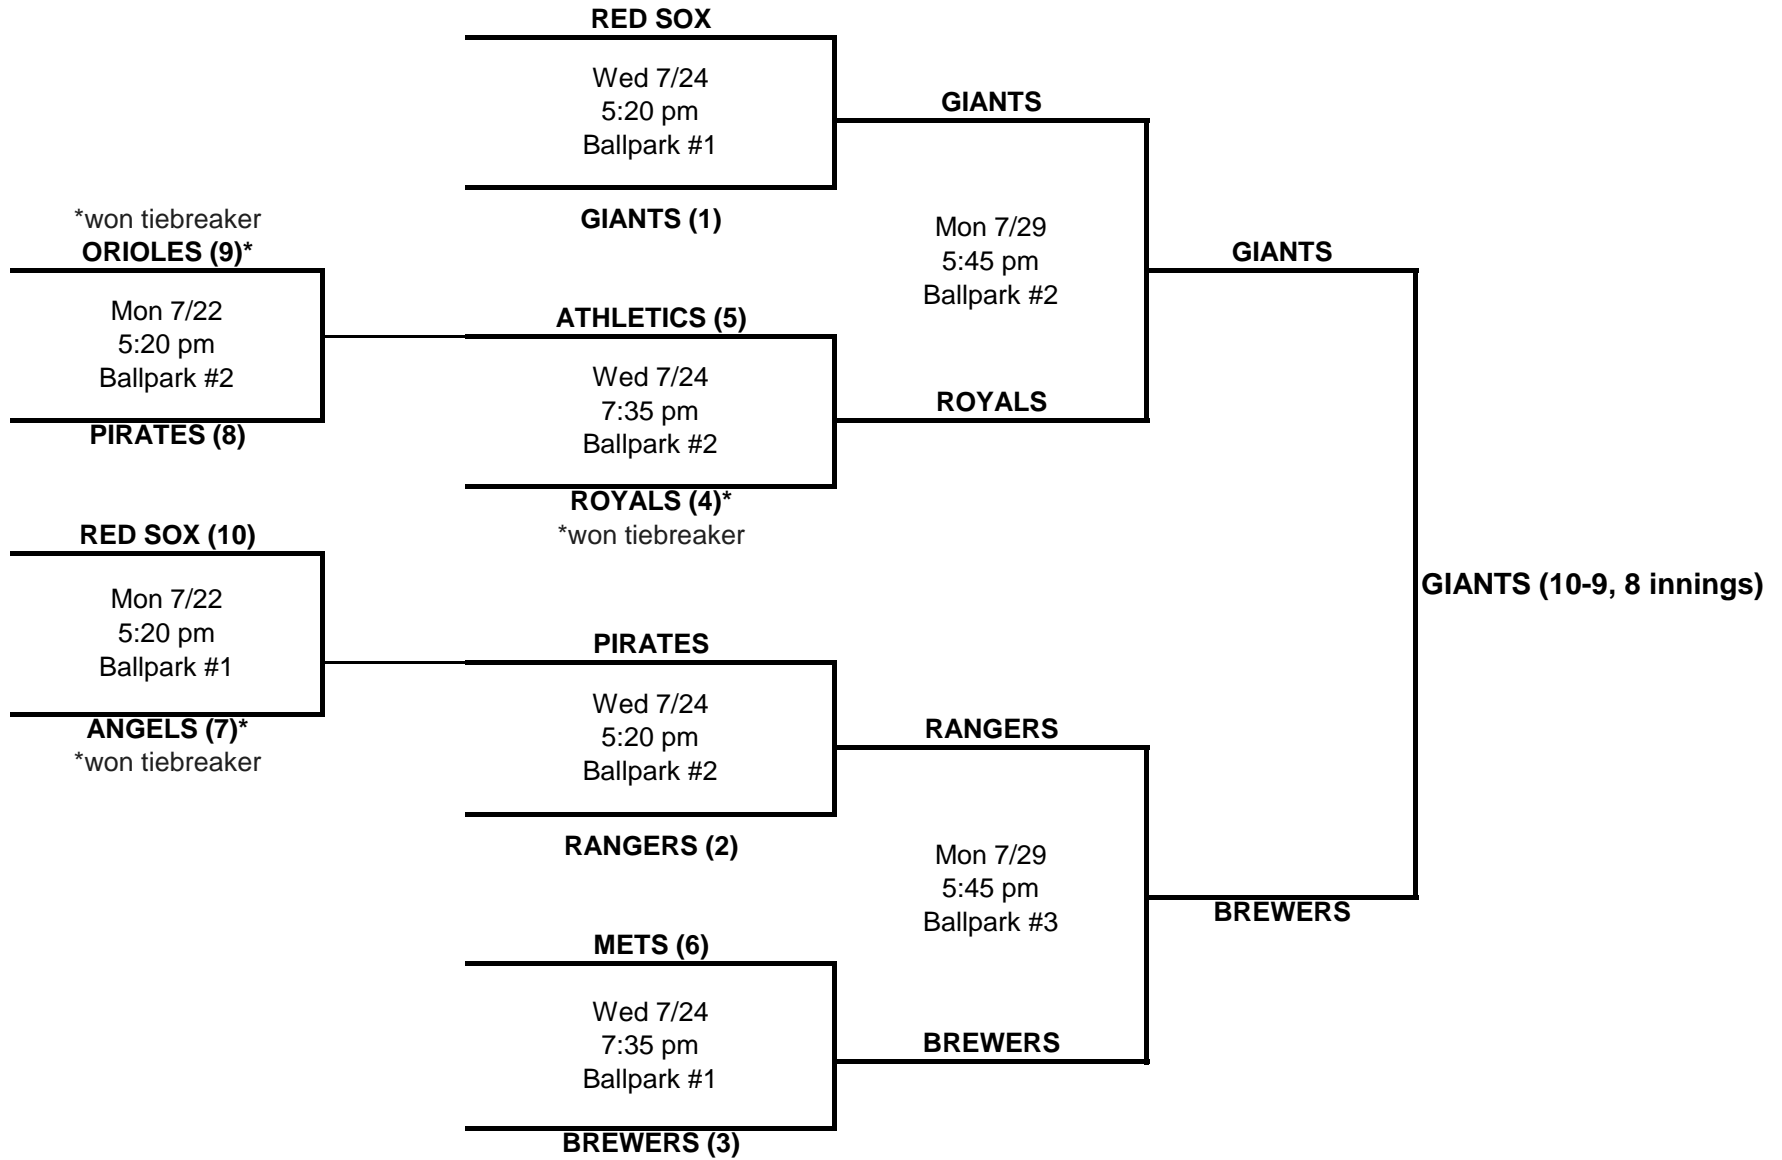 RED SOX
Wed 7/24
5:20 pm
Ballpark #1
GIANTS (1)
*won tiebreaker
ORIOLES (9)*
Mon 7/22
5:20 pm
Ballpark #2
PIRATES (8)
ATHLETICS (5)
Wed 7/24
7:35 pm
Ballpark #2
ROYALS (4)*
*won tiebreaker
RED SOX (10)
Mon 7/22
5:20 pm
Ballpark #1
ANGELS (7)*
*won tiebreaker
PIRATES
Wed 7/24
5:20 pm
Ballpark #2
RANGERS (2)
METS (6)
Wed 7/24
7:35 pm
Ballpark #1
BREWERS (3)
GIANTS
Mon 7/29
5:45 pm
Ballpark #2
ROYALS
RANGERS
Mon 7/29
5:45 pm
Ballpark #3
BREWERS
GIANTS
BREWERS
GIANTS (10-9, 8 innings)